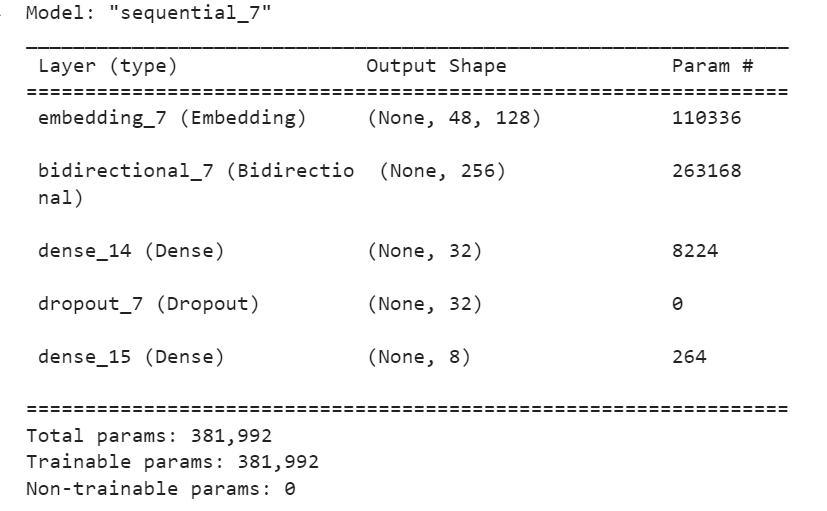 Model: "sequential_7"
Layer (type) Output Shape Param #
embedding_7 (Embedding) (None, 48, 128) 110336
bidirectional_7 (Bidirectio (None, 256) 263168
nal)
dense_14 (Dense) (None, 32) 8224
dropout_7 (Dropout) (None, 32) 0
dense_15 (Dense) (None, 8) 264
Total params: 381,992
Trainable params: 381,992
Non-trainable params: 0